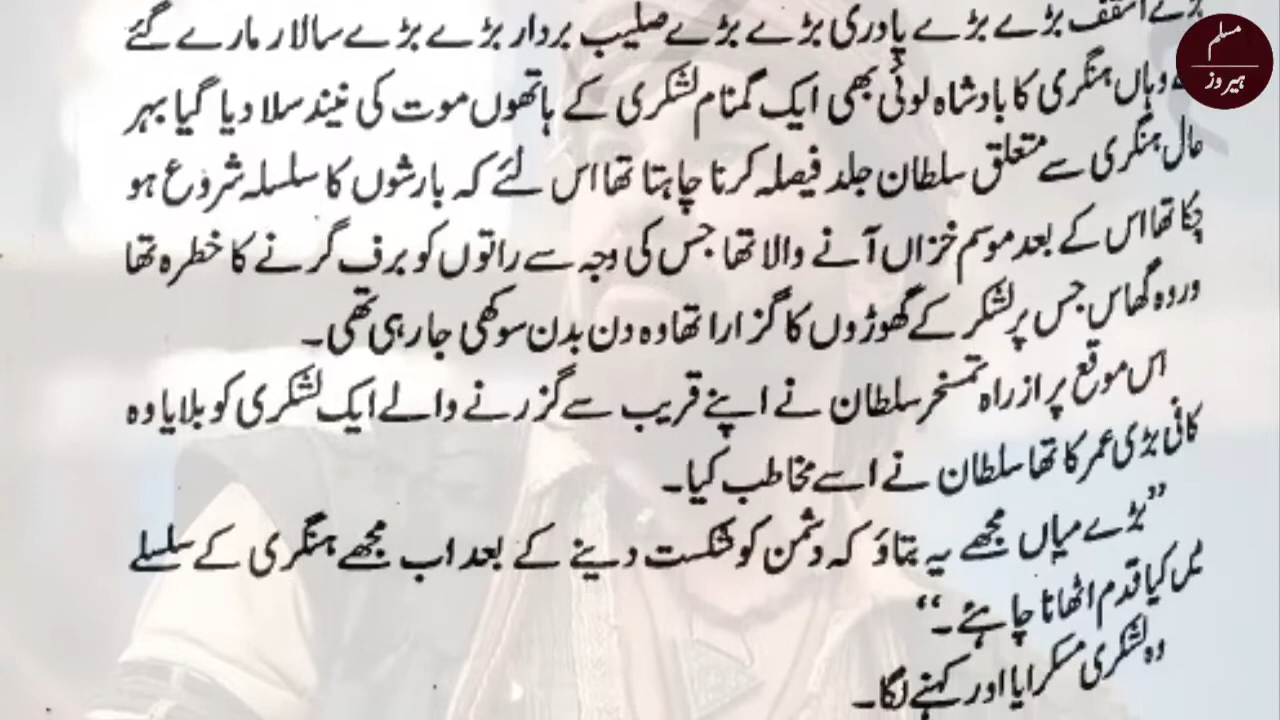 بڑے اسقف بڑے بڑے پادری بڑے بڑے صلیب بردار بڑے بڑے سالار مارے گئے
وہاں ہنگری کا بادشاہ لوئی بھی ایک گمنام لشکری کے ہاتھوں موت کی نیند سلا دیا گیا بہر
حال ہنگری سے متعلق سلطان جلد فیصلہ کرنا چاہتا تھا اس لئے کہ بارشوں کا سلسلہ شروع ہو
چکا تھا اس کے بعد موسم خزاں آنے والا تھا جس کی وجہ سے راتوں کو برف گرنے کا خطرہ تھا
اور وہ گھاس جس پر لشکر کے گھوڑوں کا گزارا تھا وہ دن بدن سوکھی جا رہی تھی۔
اس موقع پر از راہ تمسخر سلطان نے اپنے قریب سے گزرنے والے ایک لشکری کو بلایا وہ
کافی بڑی عمر کا تھا سلطان نے اسے مخاطب کیا۔
”بڑے میاں مجھے یہ بتاؤ کہ دشمن کو شکست دینے کے بعد اب مجھے ہنگری کے سلسلے
میں کیا قدم اٹھانا چاہئے۔“
وہ لشکری مسکرایا اور کہنے لگا۔
مسلم
ہیروز